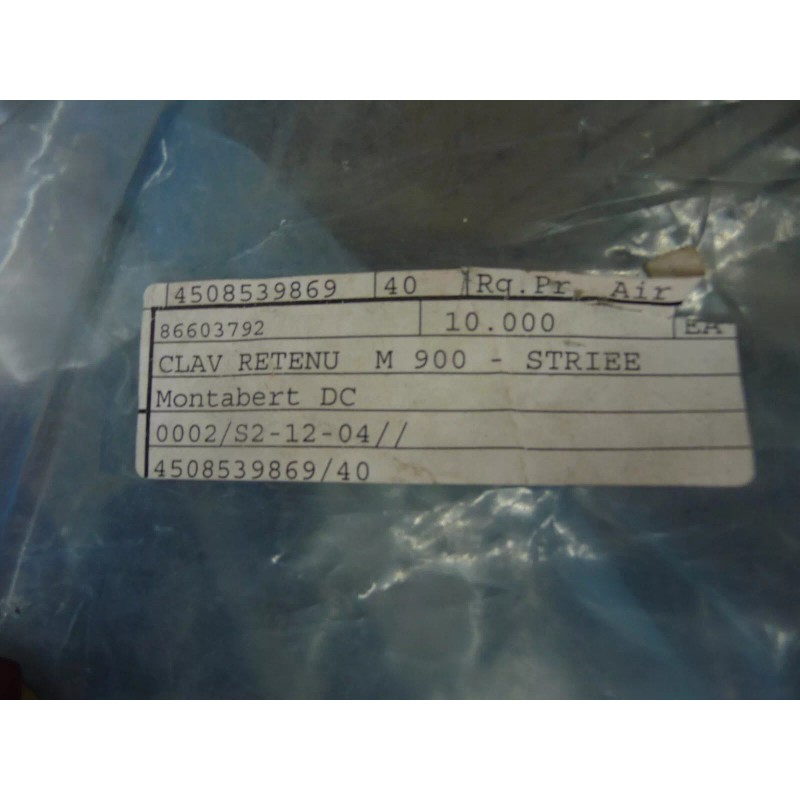 4508539869 40 Rq.Pr. Air
86603792 10.000 EA
CLAV RETENU M 900 - STRIEE
Montabert DC
0002/S2-12-04//
4508539869/40